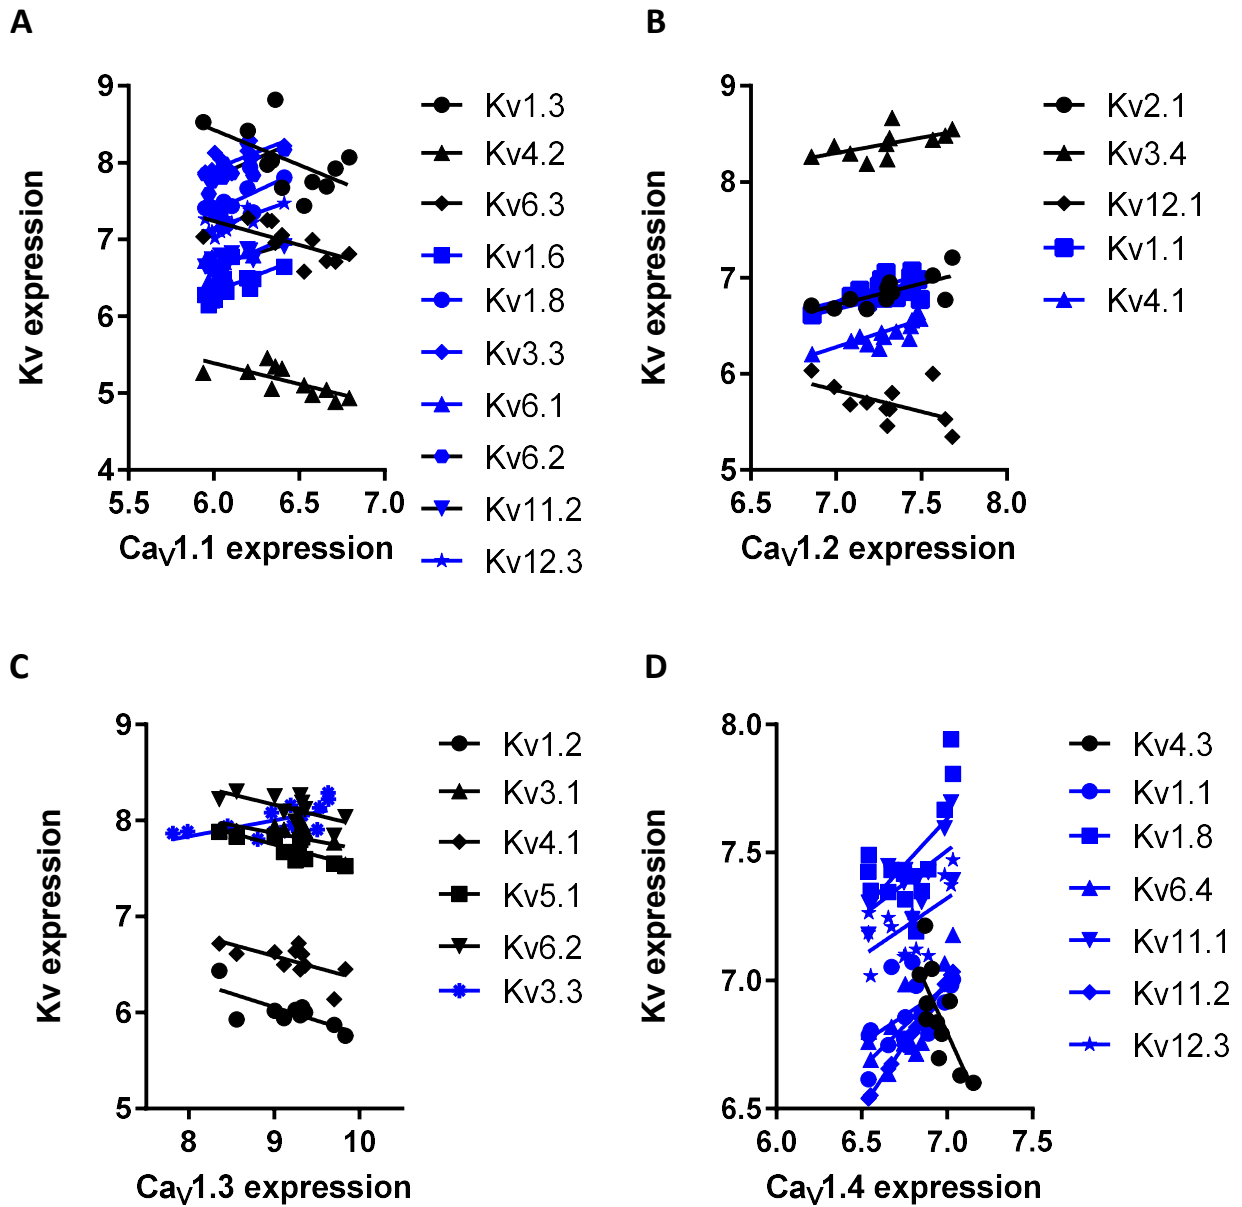 A
9
8
7
6
5
4
5.5 6.0 6.5 7.0
Kv expression
CaV1.1 expression
Kv1.3
Kv4.2
Kv6.3
Kv1.6
Kv1.8
Kv3.3
Kv6.1
Kv6.2
Kv11.2
Kv12.3
B
9
8
7
6
5
6.5 7.0 7.5 8.0
Kv expression
CaV1.2 expression
Kv2.1
Kv3.4
Kv12.1
Kv1.1
Kv4.1
C
9
8
7
6
5
8 9 10
Kv expression
CaV1.3 expression
Kv1.2
Kv3.1
Kv4.1
Kv5.1
Kv6.2
Kv3.3
D
8.0
7.5
7.0
6.5
6.0 6.5 7.0 7.5
Kv expression
CaV1.4 expression
Kv4.3
Kv1.1
Kv1.8
Kv6.4
Kv11.1
Kv11.2
Kv12.3